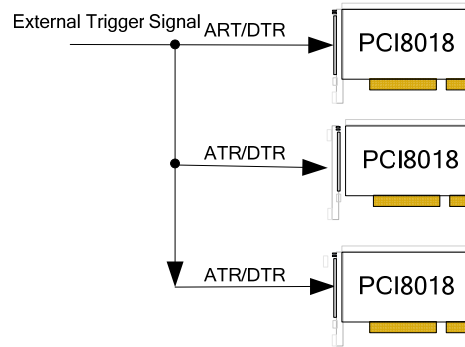 External Trigger Signal
ART/DTR
PCI8018
ATR/DTR
PCI8018
ATR/DTR
PCI8018